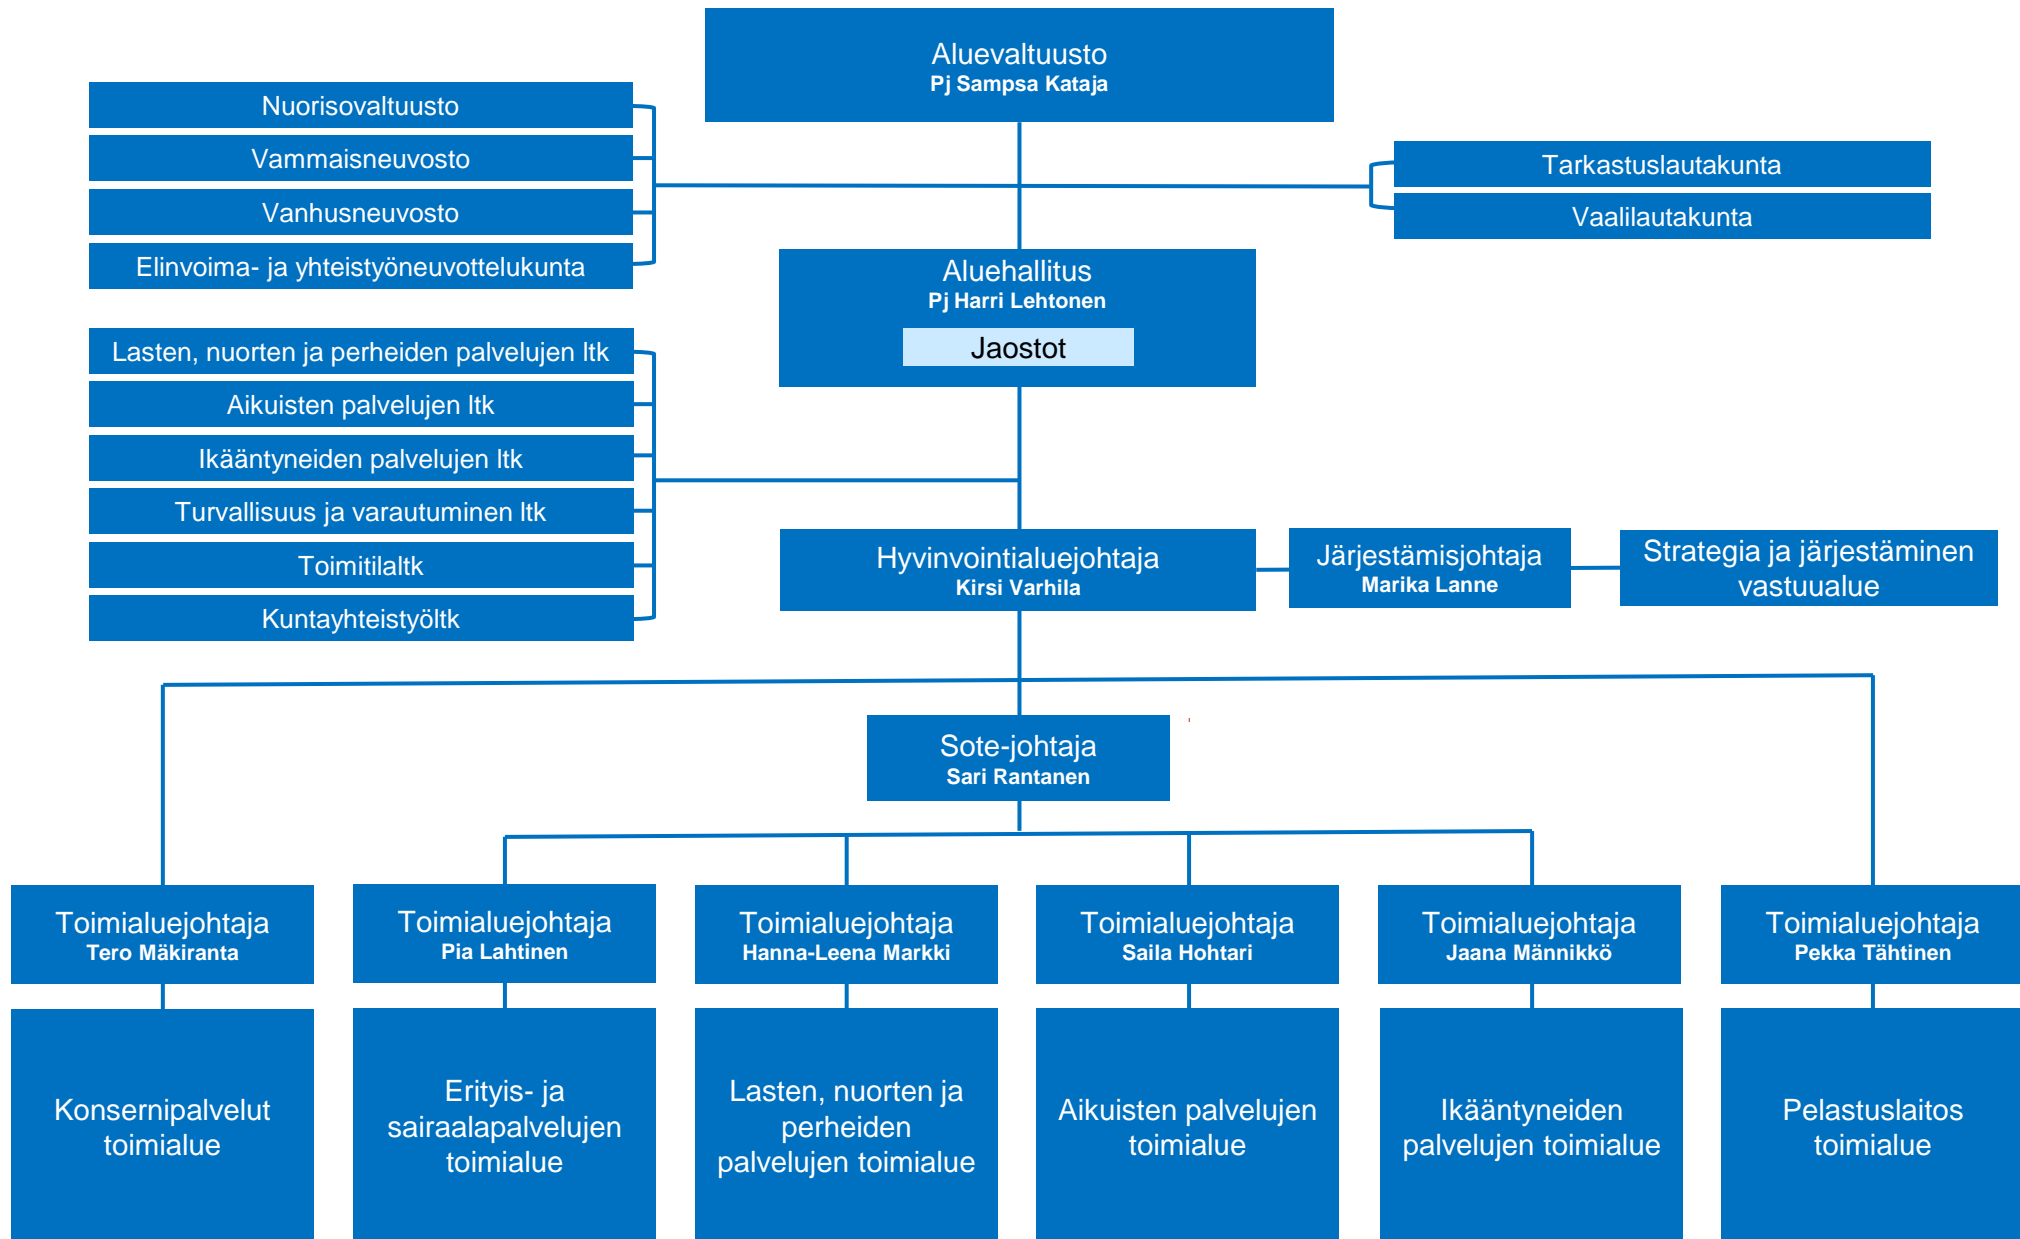 Aluevaltuusto
Pj Sampsa Kataja
Nuorisovaltuusto
Vammaisneuvosto
Vanhusneuvosto
Elinvoima- ja yhteistyöneuvottelukunta
Tarkastuslautakunta
Vaalilautakunta
Aluehallitus
Pj Harri Lehtonen
Jaostot
Lasten, nuorten ja perheiden palvelujen ltk
Aikuisten palvelujen ltk
Ikääntyneiden palvelujen ltk
Turvallisuus ja varautuminen ltk
Toimitilaltk
Kuntayhteistyöltk
Hyvinvointialuejohtaja
Kirsi Varhila
Järjestämisjohtaja
Marika Lanne
Strategia ja järjestäminen
vastuualue
Sote-johtaja
Sari Rantanen
Toimialuejohtaja
Tero Mäkiranta
Toimialuejohtaja
Pia Lahtinen
Toimialuejohtaja
Hanna-Leena Markki
Toimialuejohtaja
Saila Hohtari
Toimialuejohtaja
Jaana Männikkö
Toimialuejohtaja
Pekka Tähtinen
Konsernipalvelut
toimialue
Erityis- ja
sairaalapalvelujen
toimialue
Lasten, nuorten ja
perheiden
palvelujen toimialue
Aikuisten palvelujen
toimialue
Ikääntyneiden
palvelujen toimialue
Pelastuslaitos
toimialue